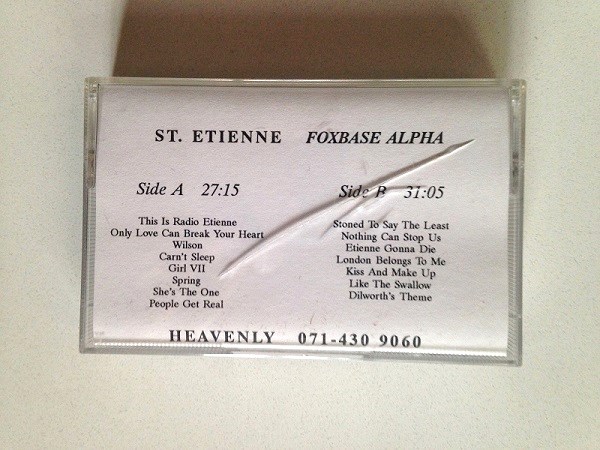 ST. ETIENNE FOXBASE ALPHA
Side A 27:15
This Is Radio Etienne
Only Love Can Break Your Heart
Wilson
Carn't Sleep
Girl VII
Spring
She's The One
People Get Real
Side B 31:05
Stoned To Say The Least
Nothing Can Stop Us
Etienne Gonna Die
London Belongs To Me
Kiss And Make Up
Like The Swallow
Dilworth's Theme
HEAVENLY 071-430 9060